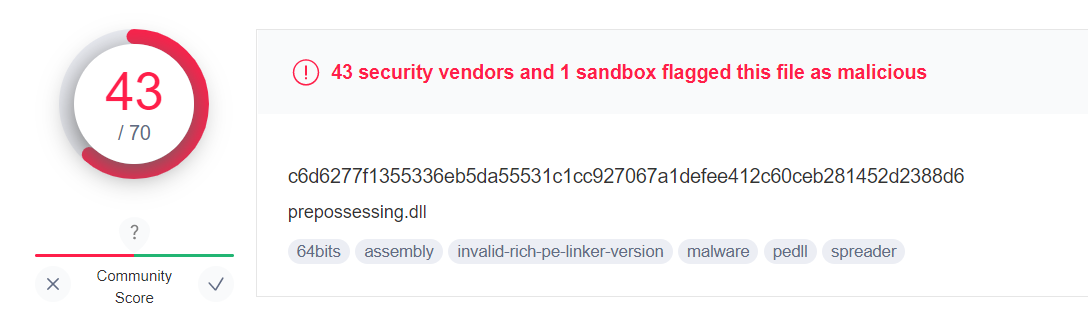 43
/ 70
?
Community
Score
43 security vendors and 1 sandbox flagged this file as malicious
c6d6277f1355336eb5da55531c1cc927067a1defee412c60ceb281452d2388d6
prepossessing.dll
64bits assembly invalid-rich-pe-linker-version malware pedll spreader